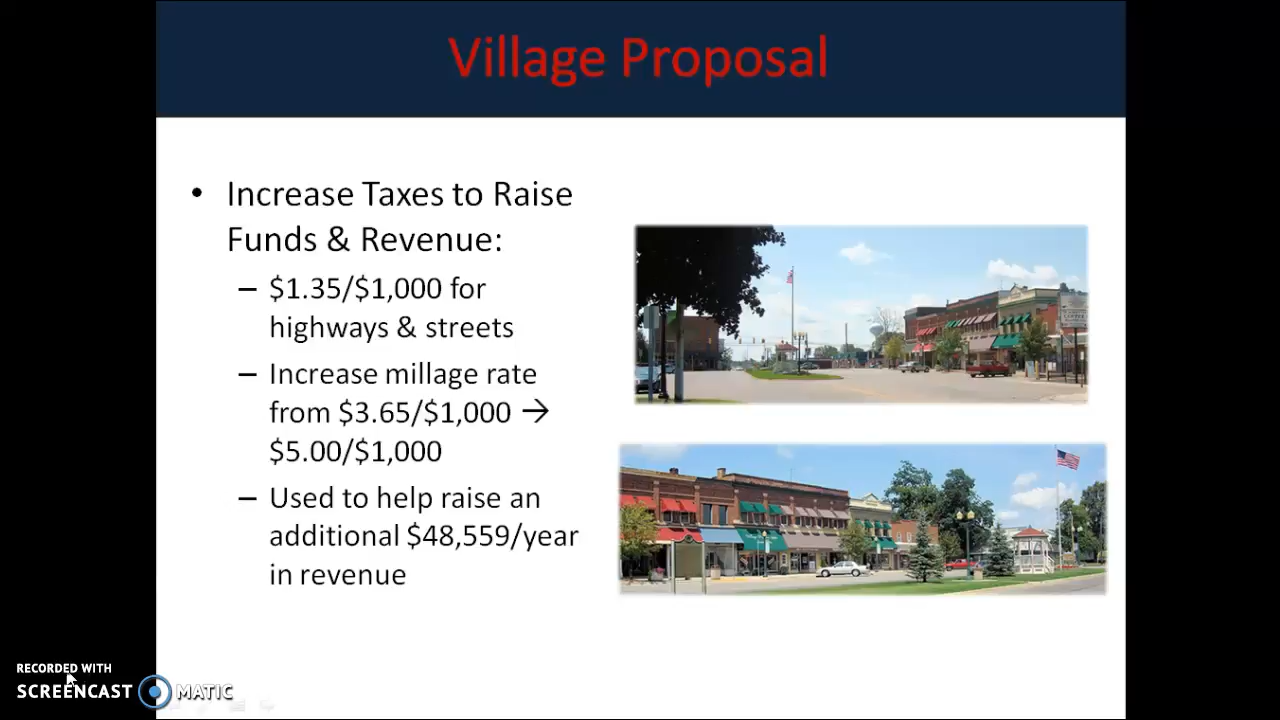 Village Proposal
• Increase Taxes to Raise
Funds & Revenue:
– $1.35/$1,000 for
highways & streets
– Increase millage rate
from $3.65/$1,000 →
$5.00/$1,000
– Used to help raise an
additional $48,559/year
in revenue
RECORDED WITH
SCREENCAST MATIC